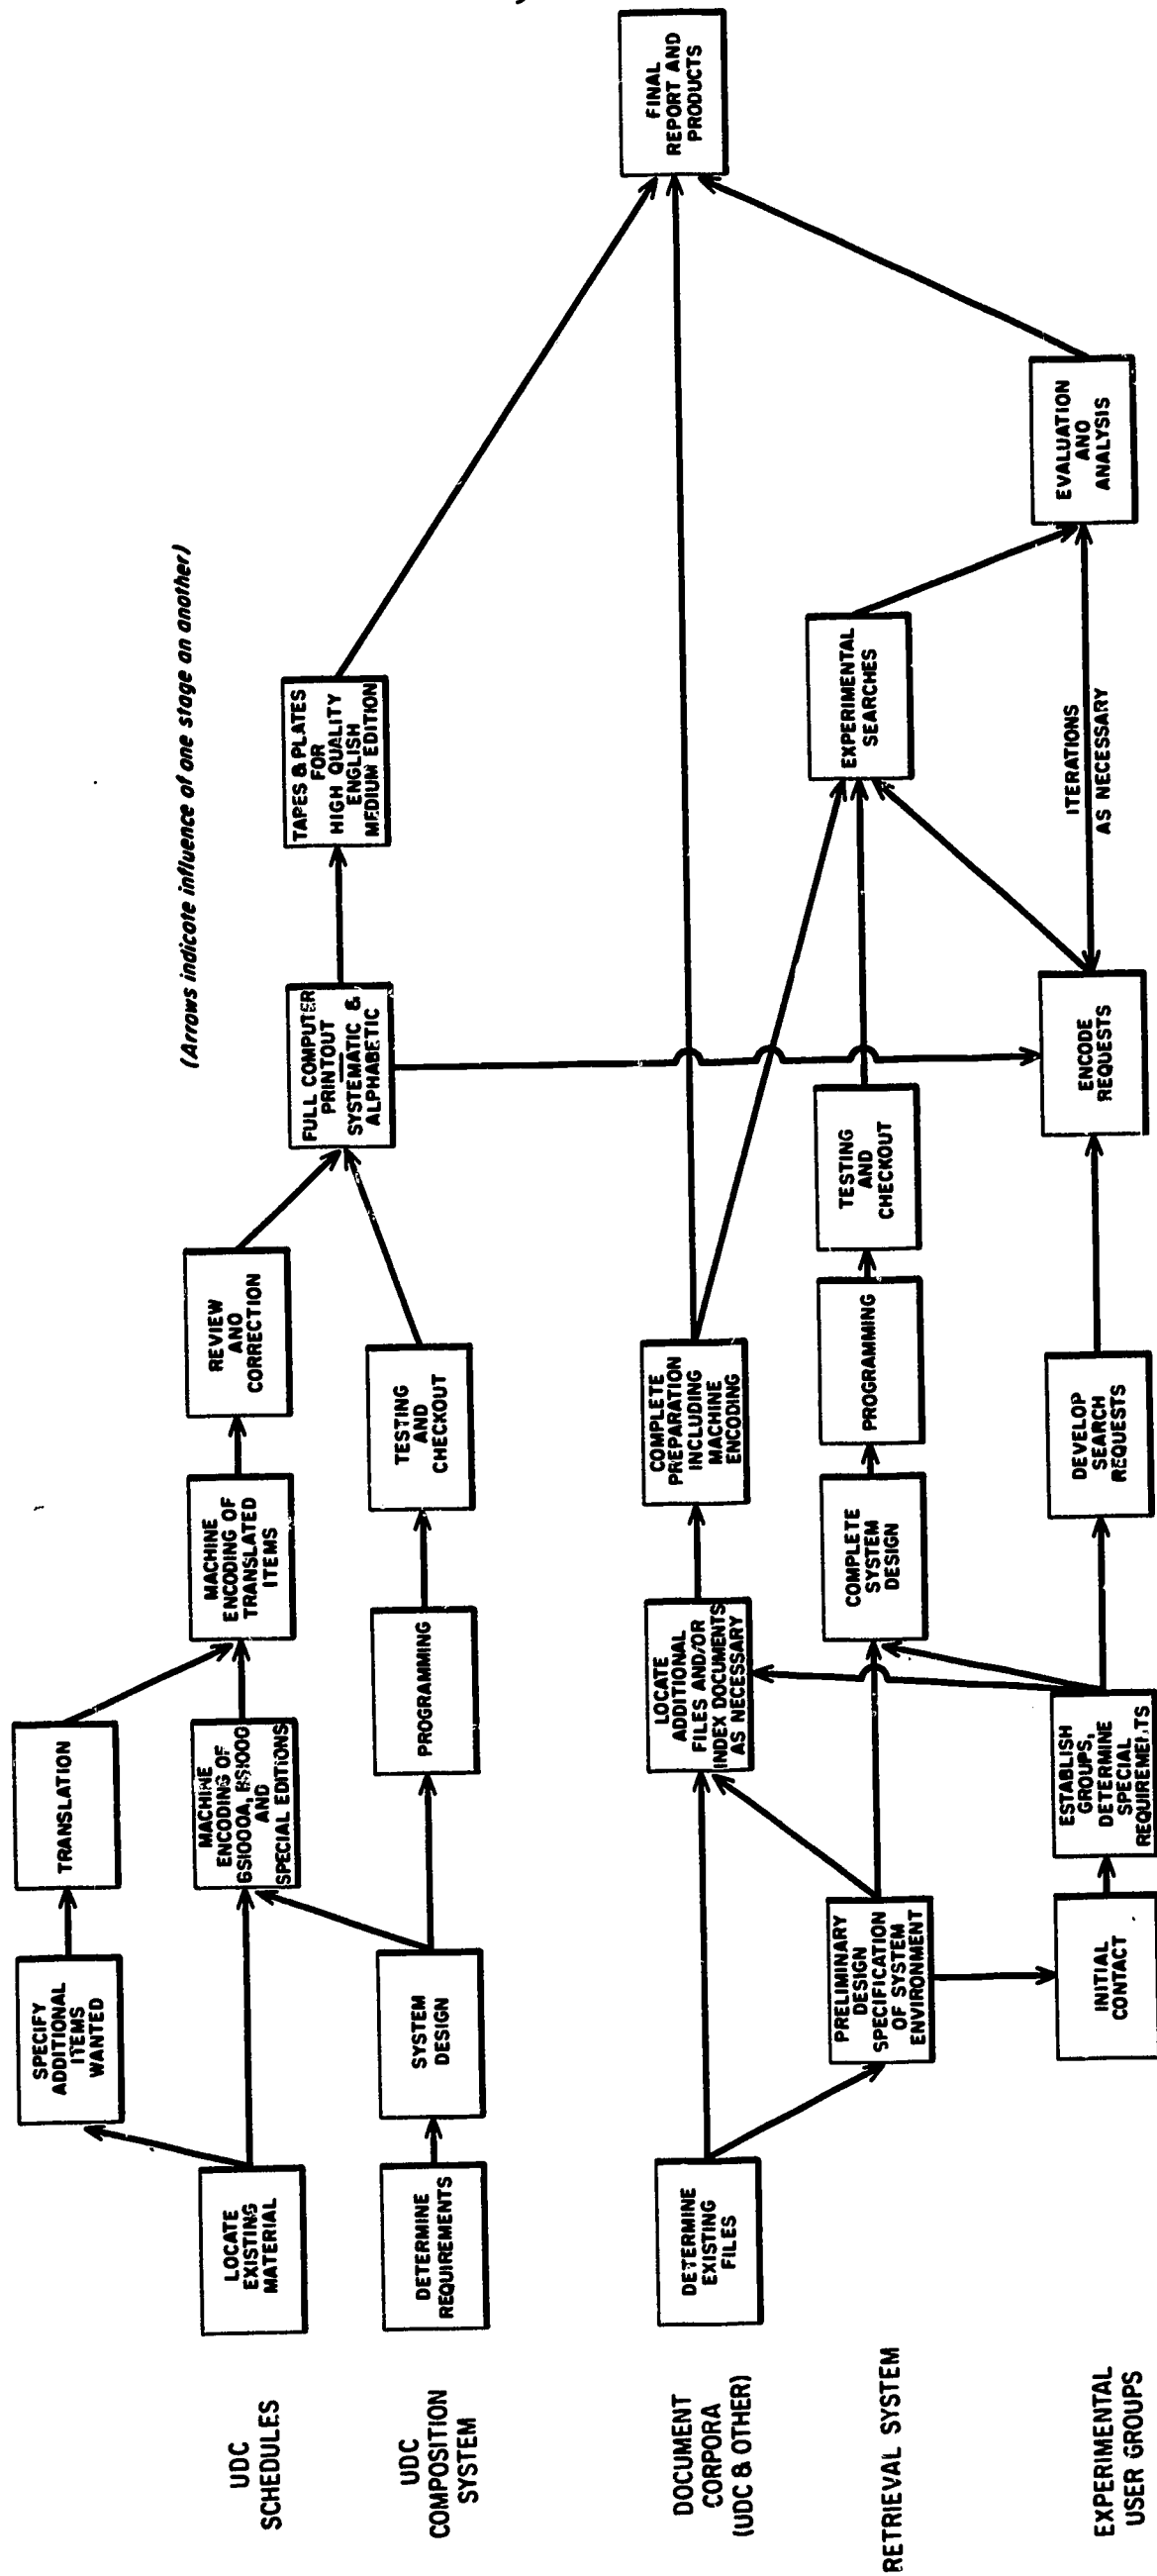 (Arrows indicate influence of one stage an another)
UDC
SCHEDULES
LOCATE
EXISTING
MATERIAL
SPECIFY
ADDITIONAL
ITEMS
WANTED
TRANSLATION
MACHINE
ENCODING OF
GS1000A, BS1000
AND
SPECIAL EDITIONS
MACHINE
ENCODING OF
TRANSLATED
ITEMS
REVIEW
AND
CORRECTION
FULL COMPUTER
PRINTOUT
SYSTEMATIC &
ALPHABETIC
TAPES & PLATES
FOR
HIGH QUALITY
ENGLISH
MEDIUM EDITION
UDC
COMPOSITION
SYSTEM
DETERMINE
REQUIREMENTS
SYSTEM
DESIGN
PROGRAMMING
TESTING
AND
CHECKOUT
DOCUMENT
CORPORA
(UDC & OTHER)
DETERMINE
EXISTING
FILES
LOCATE
ADDITIONAL
FILES AND/OR
INDEX DOCUMENTS
AS NECESSARY
COMPLETE
PREPARATION
INCLUDING
MACHINE
ENCODING
FINAL
REPORT AND
PRODUCTS
RETRIEVAL SYSTEM
PRELIMINARY
DESIGN
SPECIFICATION
OF SYSTEM
ENVIRONMENT
COMPLETE
SYSTEM
DESIGN
PROGRAMMING
TESTING
AND
CHECKOUT
EXPERIMENTAL
SEARCHES
EXPERIMENTAL
USER GROUPS
INITIAL
CONTACT
ESTABLISH
GROUPS,
DETERMINE
SPECIAL
REQUIREMENTS
DEVELOP
SEARCH
REQUESTS
ENCODE
REQUESTS
ITERATIONS
AS NECESSARY
EVALUATION
AND
ANALYSIS